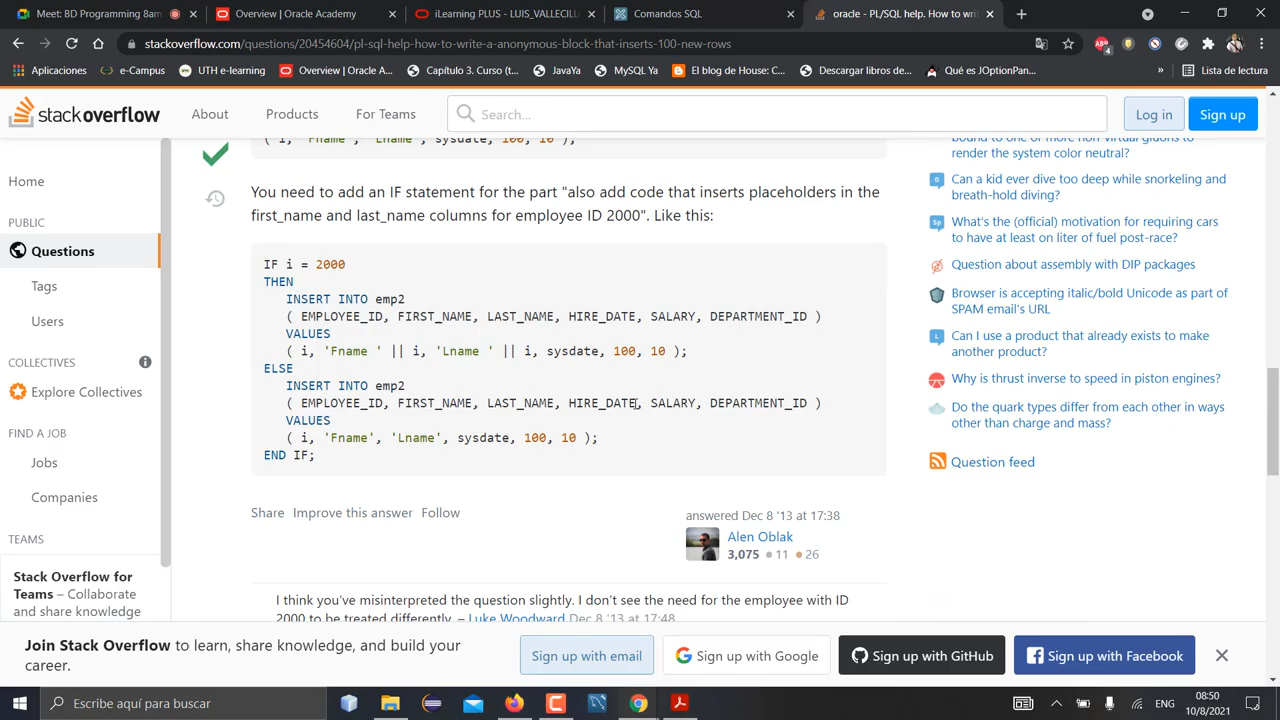 Meet: BD Programming 8am
Overview | Oracle Academy
iLearning PLUS - LUIS_VALLECILL
Comandos SQL
oracle - PL/SQL help. How to writ
stackoverflow.com/questions/20454604/pl-sql-help-how-to-write-a-anonymous-block-that-inserts-100-new-rows
Aplicaciones
e-Campus
UTH e-learning
Overview | Oracle A...
Capítulo 3. Curso (t...
JavaYa
MySQL Ya
El blog de House: C...
Descargar libros de...
Qué es JOptionPan...
»
Lista de lectura
stackoverflow
About
Products
For Teams
Search...
Log in
Sign up
Home
PUBLIC
Questions
Tags
Users
COLLECTIVES
Explore Collectives
FIND A JOB
Jobs
Companies
TEAMS
Stack Overflow for
Teams – Collaborate
and share knowledge
( i, 'Fname', 'Lname', sysdate, 100, 10 );
You need to add an IF statement for the part "also add code that inserts placeholders in the
first_name and last_name columns for employee ID 2000". Like this:
IF i = 2000
THEN
INSERT INTO emp2
( EMPLOYEE_ID, FIRST_NAME, LAST_NAME, HIRE_DATE, SALARY, DEPARTMENT_ID )
VALUES
( i, 'Fname ' || i, 'Lname ' || i, sysdate, 100, 10 );
ELSE
INSERT INTO emp2
( EMPLOYEE_ID, FIRST_NAME, LAST_NAME, HIRE_DATE, SALARY, DEPARTMENT_ID )
VALUES
( i, 'Fname', 'Lname', sysdate, 100, 10 );
END IF;
Share Improve this answer Follow
answered Dec 8 '13 at 17:38
Alen Oblak
3,075 11 26
I think you've misinterpreted the question slightly. I don't see the need for the employee with ID
2000 to be treated differently. – Luke Woodward Dec 8 '13 at 17:48
bound to one or more non-virtual gluons to
render the system color neutral?
Can a kid ever dive too deep while snorkeling and
breath-hold diving?
What's the (official) motivation for requiring cars
to have at least on liter of fuel post-race?
Question about assembly with DIP packages
Browser is accepting italic/bold Unicode as part of
SPAM email's URL
Can I use a product that already exists to make
another product?
Why is thrust inverse to speed in piston engines?
Do the quark types differ from each other in ways
other than charge and mass?
Question feed
Join Stack Overflow to learn, share knowledge, and build your
career.
Sign up with email
Sign up with Google
Sign up with GitHub
Sign up with Facebook
Escribe aquí para buscar
ENG
08:50
10/8/2021